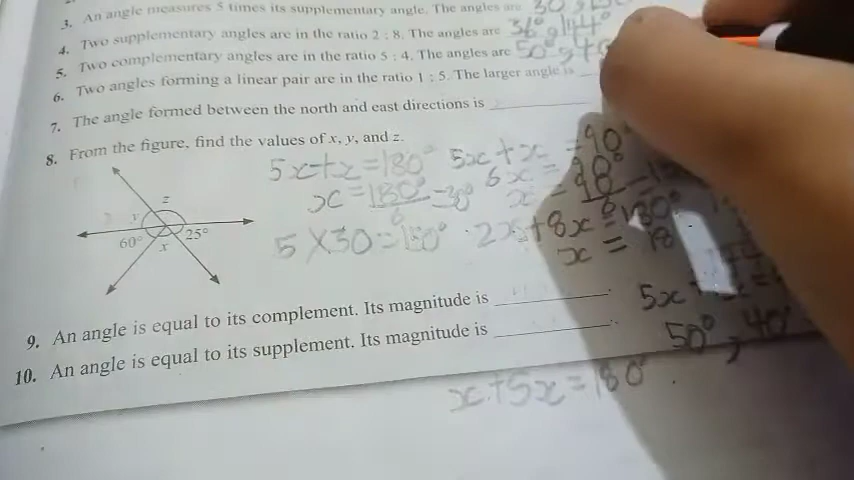 3. An angle measures 5 times its supplementary angle. The angles are 30°,
4. Two supplementary angles are in the ratio 2 : 8. The angles are 36°, 144°
5. Two complementary angles are in the ratio 5 : 4. The angles are 50°, 40
6. Two angles forming a linear pair are in the ratio 1 : 5. The larger angle is
7. The angle formed between the north and east directions is
8. From the figure, find the values of x, y, and z.
5x+x=180° 5x+x=90°
x=180°=30° 6x=90°
6
5×30=150° 2x+8x=180°
x=18
z
y
60° 25°
x
9. An angle is equal to its complement. Its magnitude is
5x
10. An angle is equal to its supplement. Its magnitude is
50°, 40°
x+5x=180°